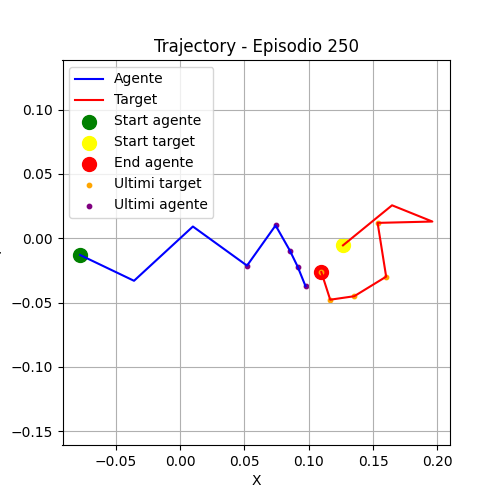 Trajectory - Episodio 250
Agente
Target
Start agente
Start target
End agente
Ultimi target
Ultimi agente
0.10
0.05
0.00
−0.05
−0.10
−0.15
−0.05
0.00
0.05
0.10
0.15
0.20
X